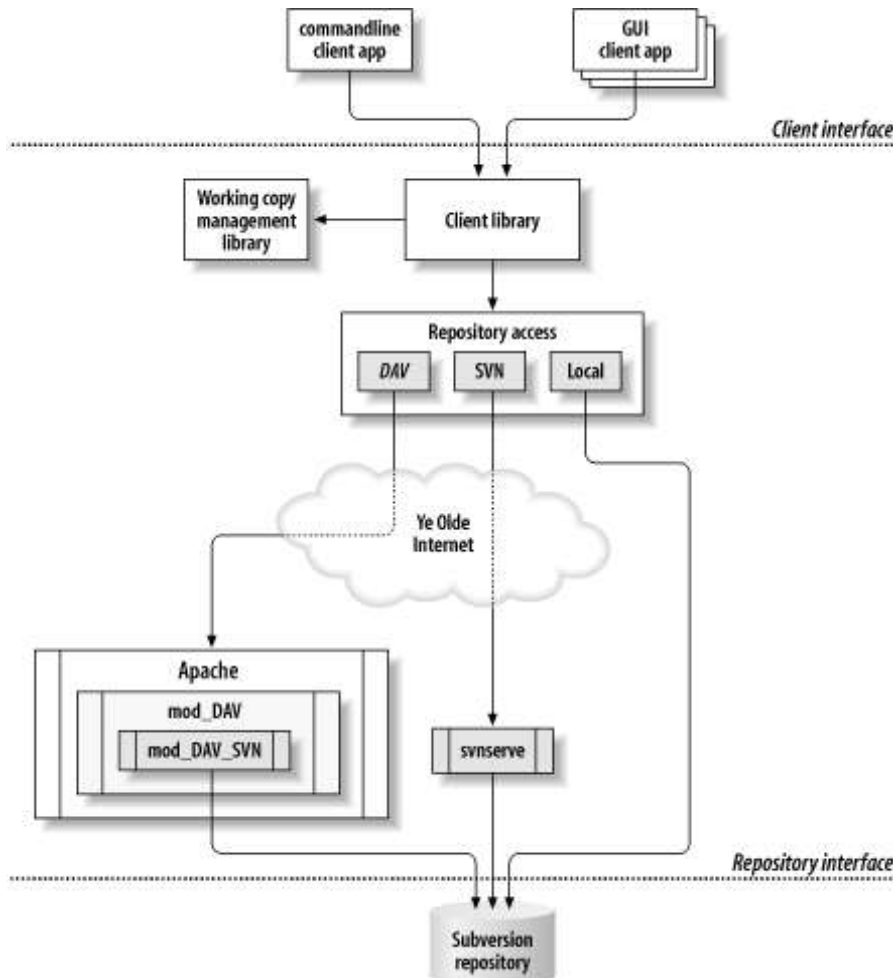 commandline
client app
GUI
client app
Client interface
Working copy
management
library
Client library
Repository access
DAV
SVN
Local
Ye Olde
Internet
Apache
mod_DAV
mod_DAV_SVN
svnserve
Repository interface
Subversion
repository